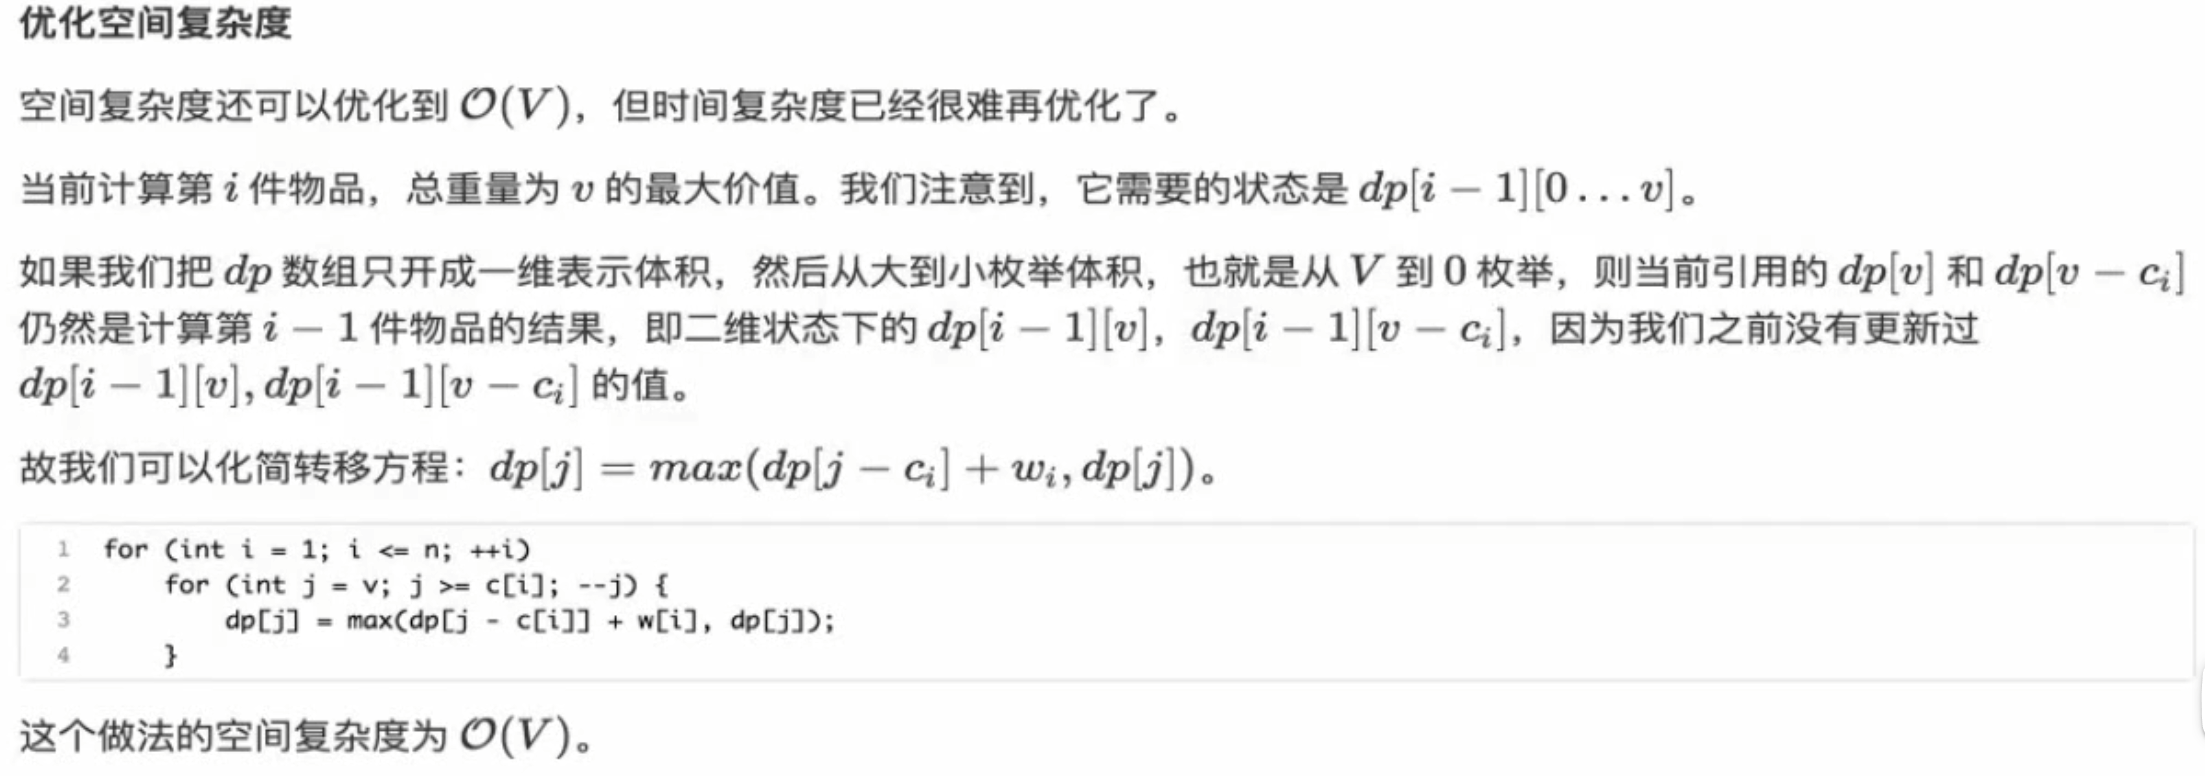 优化空间复杂度
空间复杂度还可以优化到 𝒪(V)，但时间复杂度已经很难再优化了。
当前计算第 i 件物品，总重量为 v 的最大价值。我们注意到，它需要的状态是 dp[i − 1][0 … v]。
如果我们把 dp 数组只开成一维表示体积，然后从大到小枚举体积，也就是从 V 到 0 枚举，则当前引用的 dp[v] 和 dp[v − cᵢ]
仍然是计算第 i − 1 件物品的结果，即二维状态下的 dp[i − 1][v]，dp[i − 1][v − cᵢ]，因为我们之前没有更新过
dp[i − 1][v], dp[i − 1][v − cᵢ] 的值。
故我们可以化简转移方程：dp[j] = max(dp[j − cᵢ] + wᵢ, dp[j])。
1 for (int i = 1; i <= n; ++i)
2     for (int j = v; j >= c[i]; --j) {
3         dp[j] = max(dp[j - c[i]] + w[i], dp[j]);
4     }
这个做法的空间复杂度为 𝒪(V)。